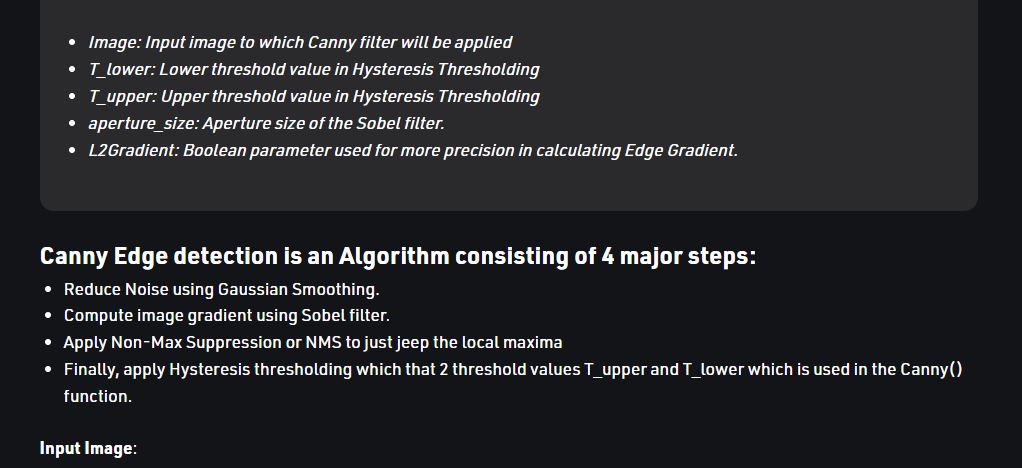 • Image: Input image to which Canny filter will be applied
• T_lower: Lower threshold value in Hysteresis Thresholding
• T_upper: Upper threshold value in Hysteresis Thresholding
• aperture_size: Aperture size of the Sobel filter.
• L2Gradient: Boolean parameter used for more precision in calculating Edge Gradient.
Canny Edge detection is an Algorithm consisting of 4 major steps:
• Reduce Noise using Gaussian Smoothing.
• Compute image gradient using Sobel filter.
• Apply Non-Max Suppression or NMS to just jeep the local maxima
• Finally, apply Hysteresis thresholding which that 2 threshold values T_upper and T_lower which is used in the Canny()
function.
Input Image: